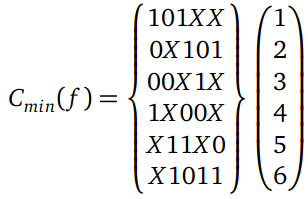 C_min(f) = { 101XX } ( 1 )
0X101 2
00X1X 3
1X00X 4
X11X0 5
X1011 6